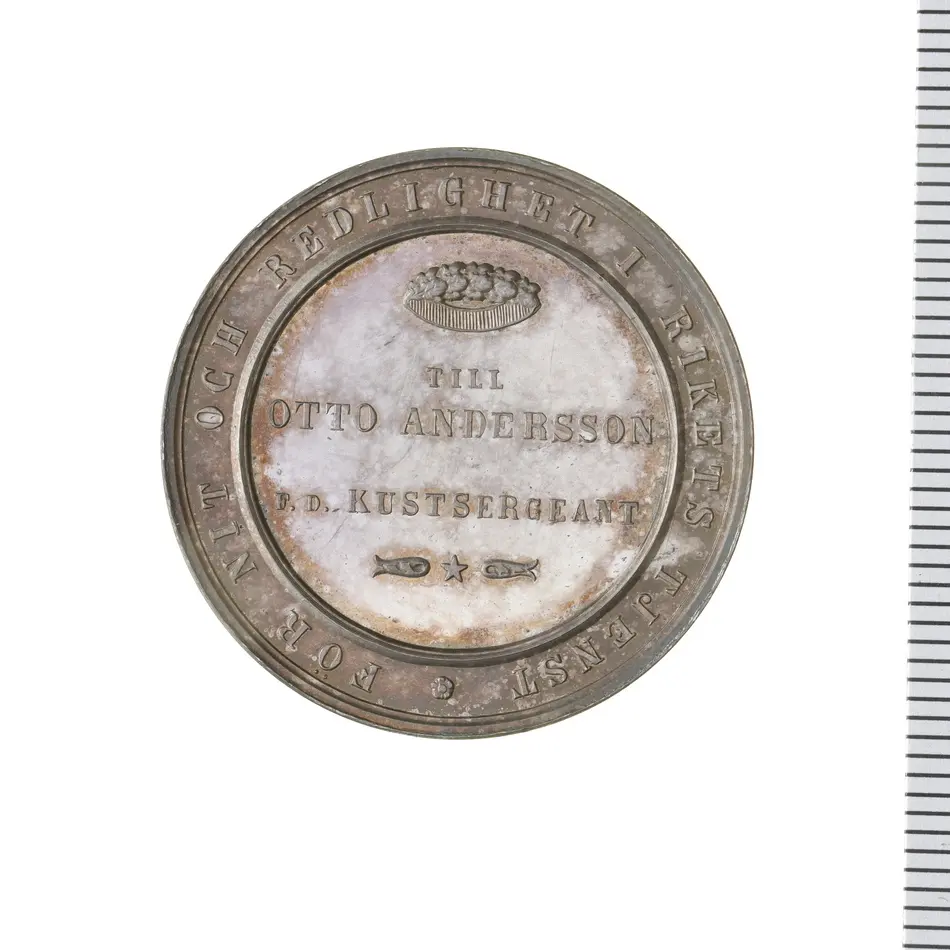 FÖR NIT OCH REDLIGHET I RIKETS TJENST
TILL
OTTO ANDERSSON
F. D. KUSTSERGEANT